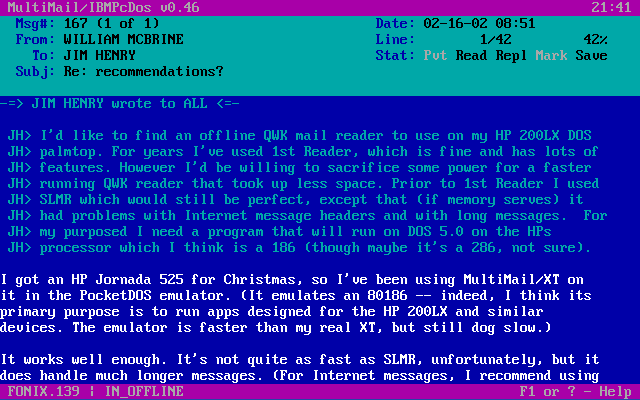 MultiMail/IBMPcDos v0.46 21:41
Msg#: 167 (1 of 1) Date: 02-16-02 08:51
From: WILLIAM MCBRINE Line: 1/42 42%
To: JIM HENRY Stat: Pvt Read Repl Mark Save
Subj: Re: recommendations?
-=> JIM HENRY wrote to ALL <=-
JH> I'd like to find an offline QWK mail reader to use on my HP 200LX DOS
JH> palmtop. For years I've used 1st Reader, which is fine and has lots of
JH> features. However I'd be willing to sacrifice some power for a faster
JH> running QWK reader that took up less space. Prior to 1st Reader I used
JH> SLMR which would still be perfect, except that (if memory serves) it
JH> had problems with Internet message headers and with long messages.  For
JH> my purposed I need a program that will run on DOS 5.0 on the HPs
JH> processor which I think is a 186 (though maybe it's a 286, not sure).
I got an HP Jornada 525 for Christmas, so I've been using MultiMail/XT on
it in the PocketDOS emulator. (It emulates an 80186 -- indeed, I think its
primary purpose is to run apps designed for the HP 200LX and similar
devices. The emulator is faster than my real XT, but still dog slow.)
It works well enough. It's not quite as fast as SLMR, unfortunately, but it
does handle much longer messages. (For Internet messages, I recommend using
FONIX.139 | IN_OFFLINE F1 or ? - Help